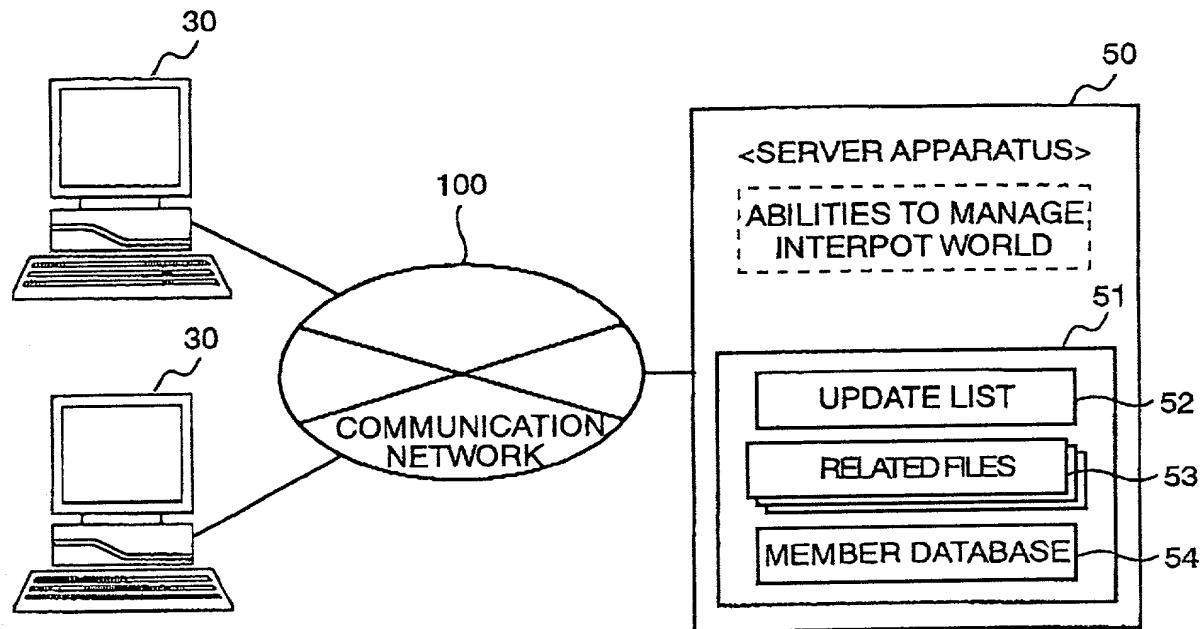 30
50
<SERVER APPARATUS>
ABILITIES TO MANAGE
INTERPOT WORLD
100
51
30
UPDATE LIST
52
COMMUNICATION
NETWORK
RELATED FILES
53
MEMBER DATABASE
54